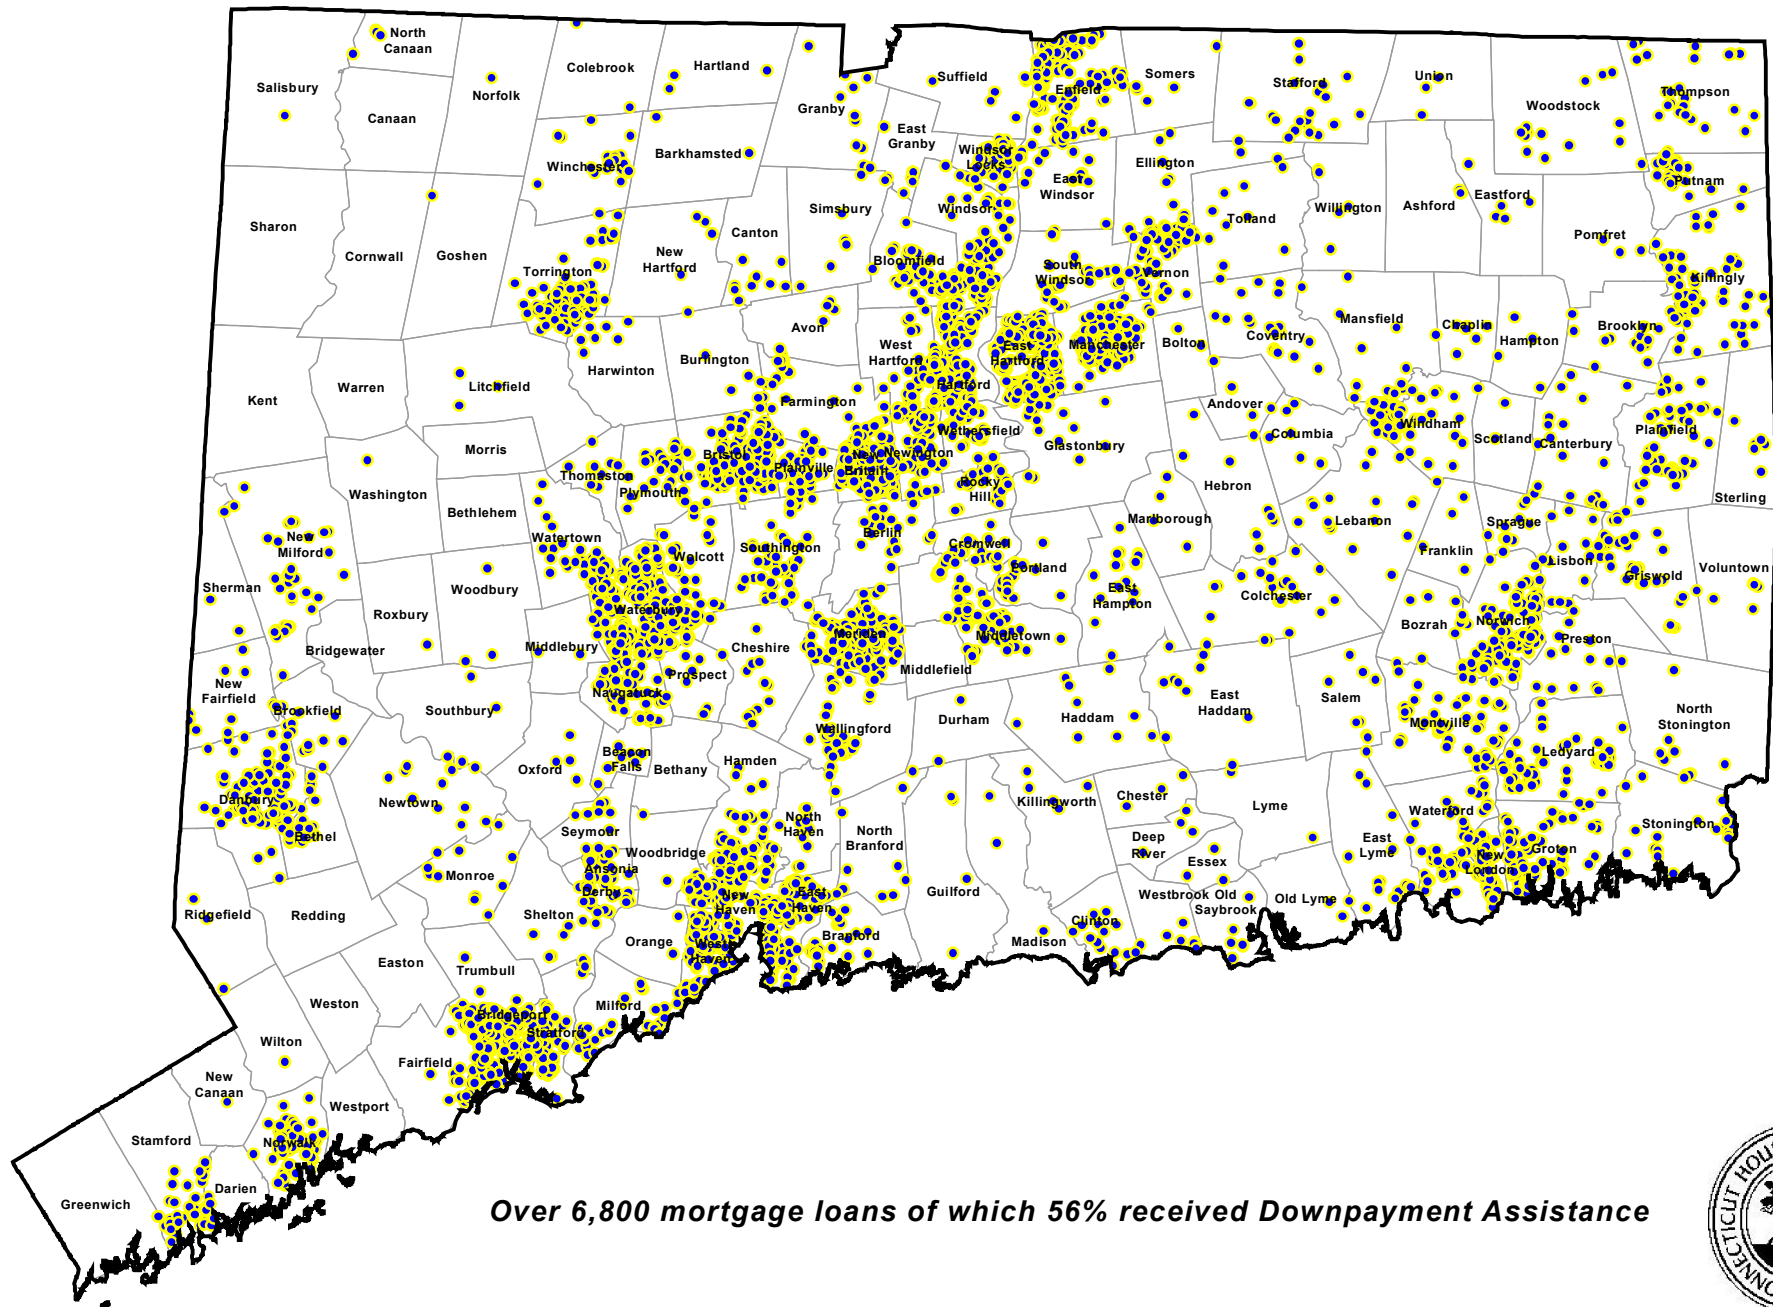 North
Canaan
Colebrook
Hartland
Salisbury
Norfolk
Canaan
Suffield
Somers
Stafford
Union
Enfield
Thompson
Woodstock
Granby
East
Granby
Winchester
Barkhamsted
Windsor
Locks
Ellington
East
Windsor
Putnam
Eastford
Ashford
Willington
Windsor
Simsbury
Sharon
Canton
Tolland
Pomfret
Cornwall
Goshen
New
Hartford
Torrington
Bloomfield
South
Windsor
Vernon
Killingly
Avon
Mansfield
Chaplin
Brooklyn
Hampton
Coventry
Bolton
Manchester
East
Hartford
West
Hartford
Burlington
Harwinton
Litchfield
Warren
Kent
Hartford
Farmington
Andover
Columbia
Windham
Scotland
Canterbury
Plainfield
Wethersfield
Glastonbury
Morris
Bristol
Plainville
New
Britain
Newington
Thomaston
Plymouth
Washington
Bethlehem
Rocky
Hill
Hebron
Sterling
Marlborough
Lebanon
Sprague
Franklin
Berlin
Cromwell
Southington
Wolcott
Watertown
New
Milford
Portland
Lisbon
Griswold
Voluntown
Sherman
Woodbury
Roxbury
Waterbury
East
Hampton
Colchester
Bozrah
Norwich
Preston
Middletown
Meriden
Cheshire
Middlebury
Bridgewater
Prospect
Middlefield
New
Fairfield
Naugatuck
East
Haddam
Salem
Brookfield
Southbury
Durham
Haddam
Montville
North
Stonington
Wallingford
Ledyard
Beacon
Falls
Oxford
Bethany
Hamden
Danbury
Newtown
Killingworth
Chester
Lyme
Waterford
Stonington
Bethel
Seymour
North
Haven
North
Branford
Deep
River
East
Lyme
Groton
New
London
Woodbridge
Essex
Monroe
Ansonia
Derby
New
Haven
East
Haven
Guilford
Westbrook
Old
Saybrook
Old Lyme
Ridgefield
Redding
Shelton
Clinton
Branford
Madison
Orange
West
Haven
Easton
Trumbull
Weston
Milford
Bridgeport
Stratford
Wilton
Fairfield
New
Canaan
Westport
Stamford
Norwalk
Darien
Greenwich
Over 6,800 mortgage loans of which 56% received Downpayment Assistance